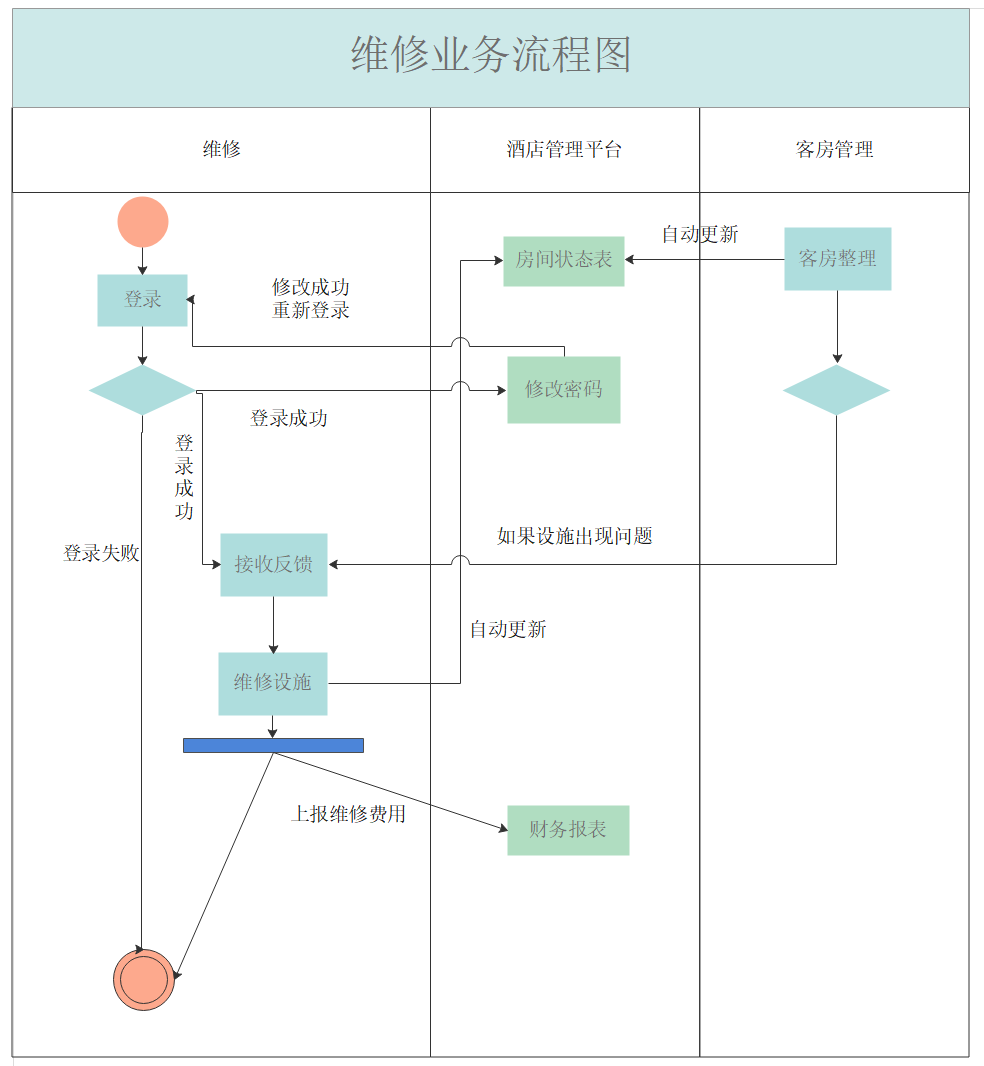 维修业务流程图
维修
酒店管理平台
客房管理
自动更新
房间状态表
客房整理
登录
修改成功
重新登录
修改密码
登录成功
登
录
成
功
登录失败
如果设施出现问题
接收反馈
自动更新
维修设施
上报维修费用
财务报表